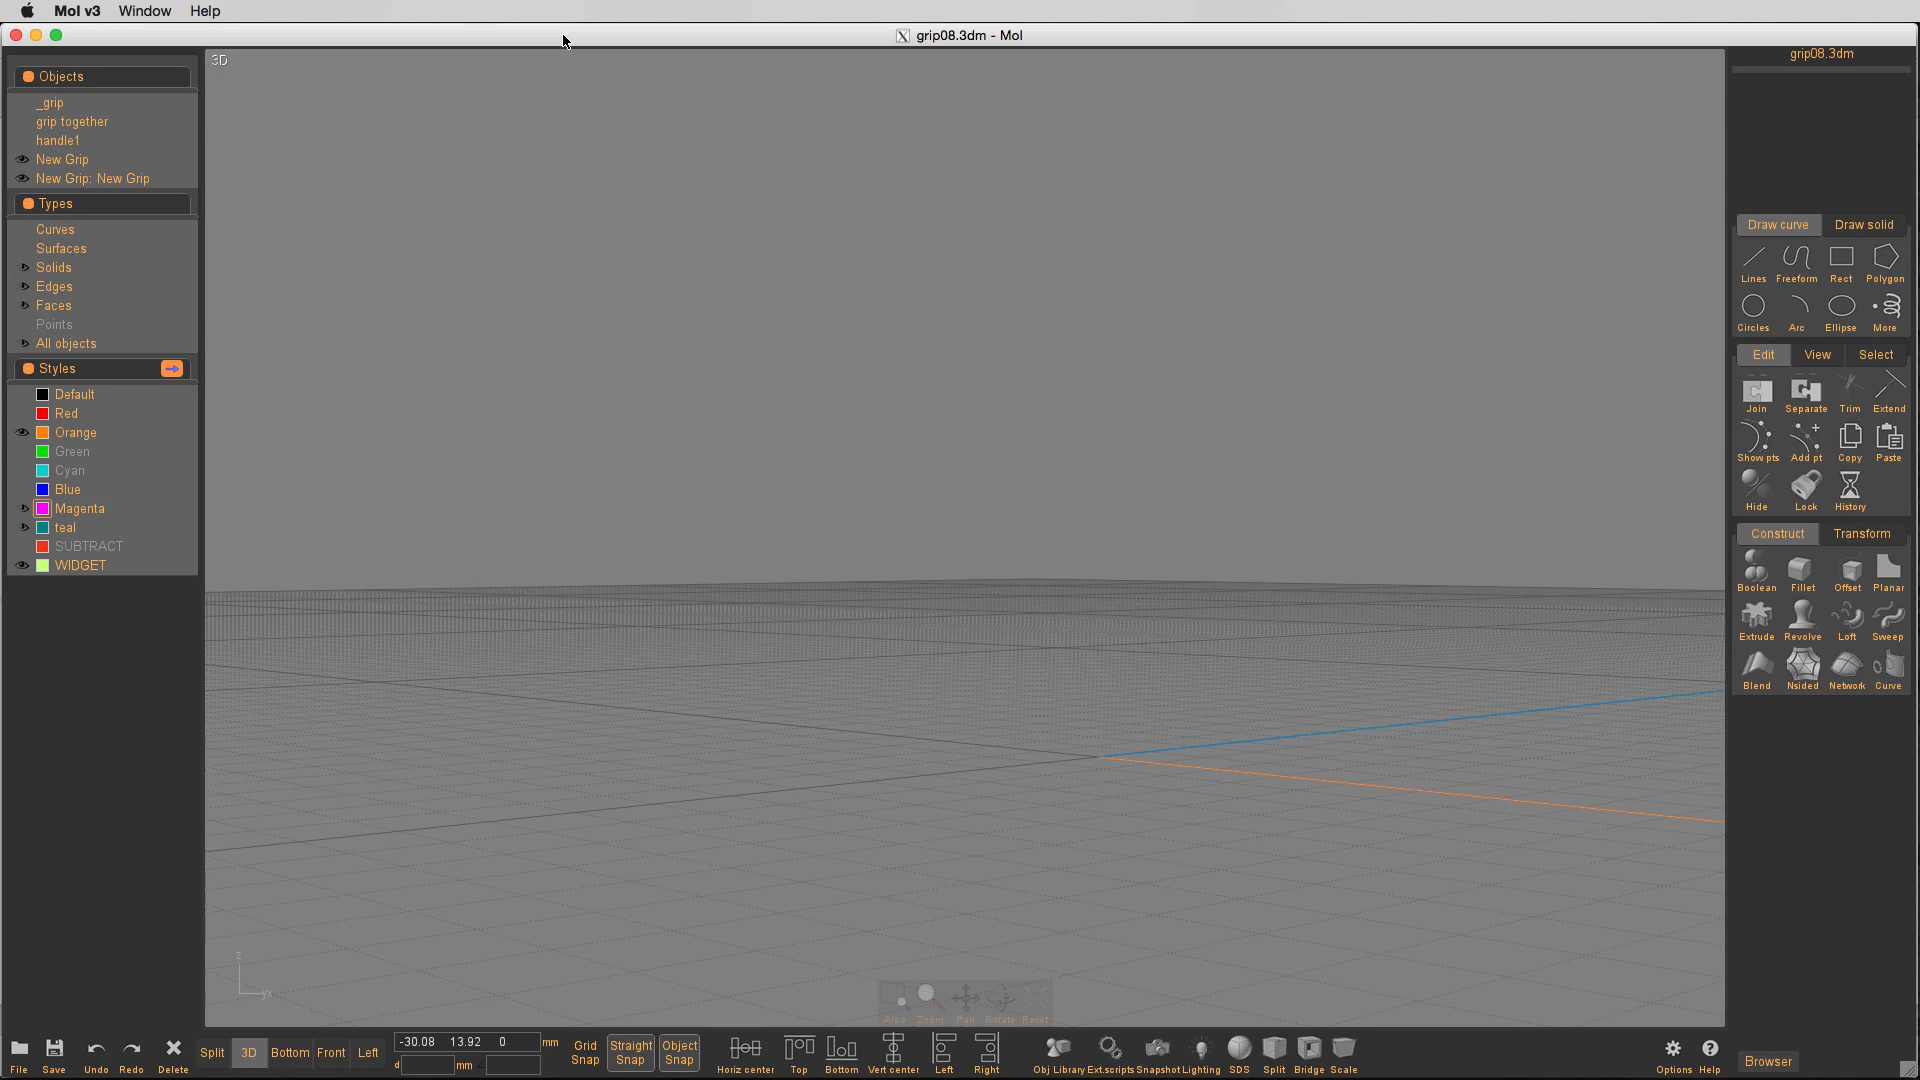 MoI v3 Window Help
grip08.3dm - MoI
Objects
_grip
grip together
handle1
New Grip
New Grip: New Grip
Types
Curves
Surfaces
Solids
Edges
Faces
Points
All objects
Styles
Default
Red
Orange
Green
Cyan
Blue
Magenta
teal
SUBTRACT
WIDGET
3D
z
yx
Area Zoom Pan Rotate Reset
grip08.3dm
Draw curve Draw solid
Lines Freeform Rect Polygon
Circles Arc Ellipse More
Edit View Select
Join Separate Trim Extend
Show pts Add pt Copy Paste
Hide Lock History
Construct Transform
Boolean Fillet Offset Planar
Extrude Revolve Loft Sweep
Blend Nsided Network Curve
File Save Undo Redo Delete
Split 3D Bottom Front Left
-30.08 13.92 0 mm
d mm
Grid Snap
Straight Snap
Object Snap
Horiz center Top Bottom Vert center Left Right
Obj Library Ext.scripts Snapshot Lighting SDS Split Bridge Scale
Options Help
Browser